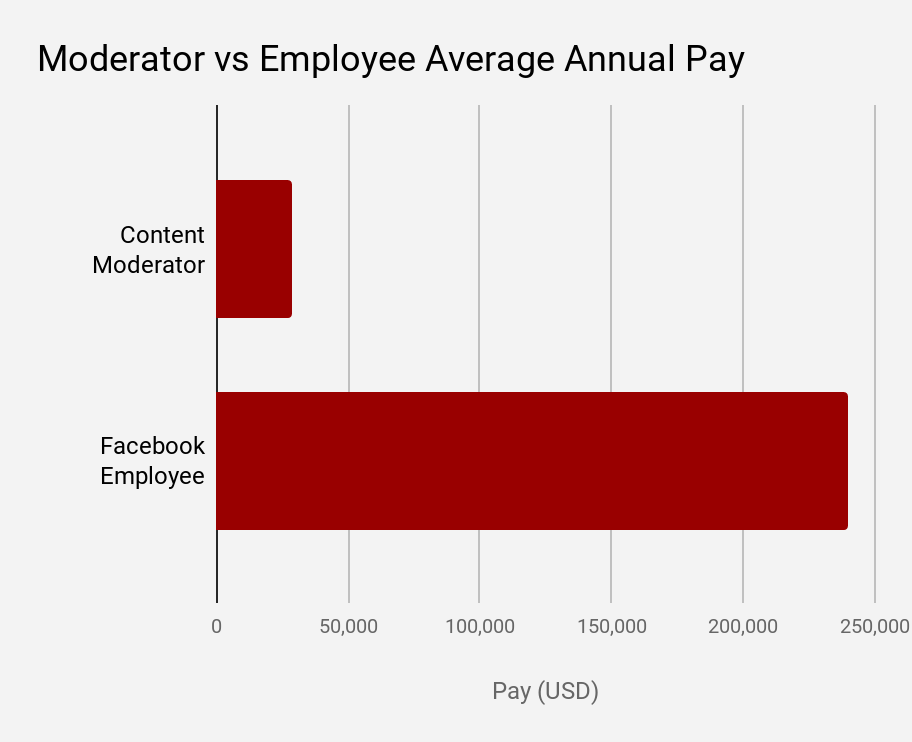 Moderator vs Employee Average Annual Pay
Content
Moderator
Facebook
Employee
0
50,000
100,000
150,000
200,000
250,000
Pay (USD)